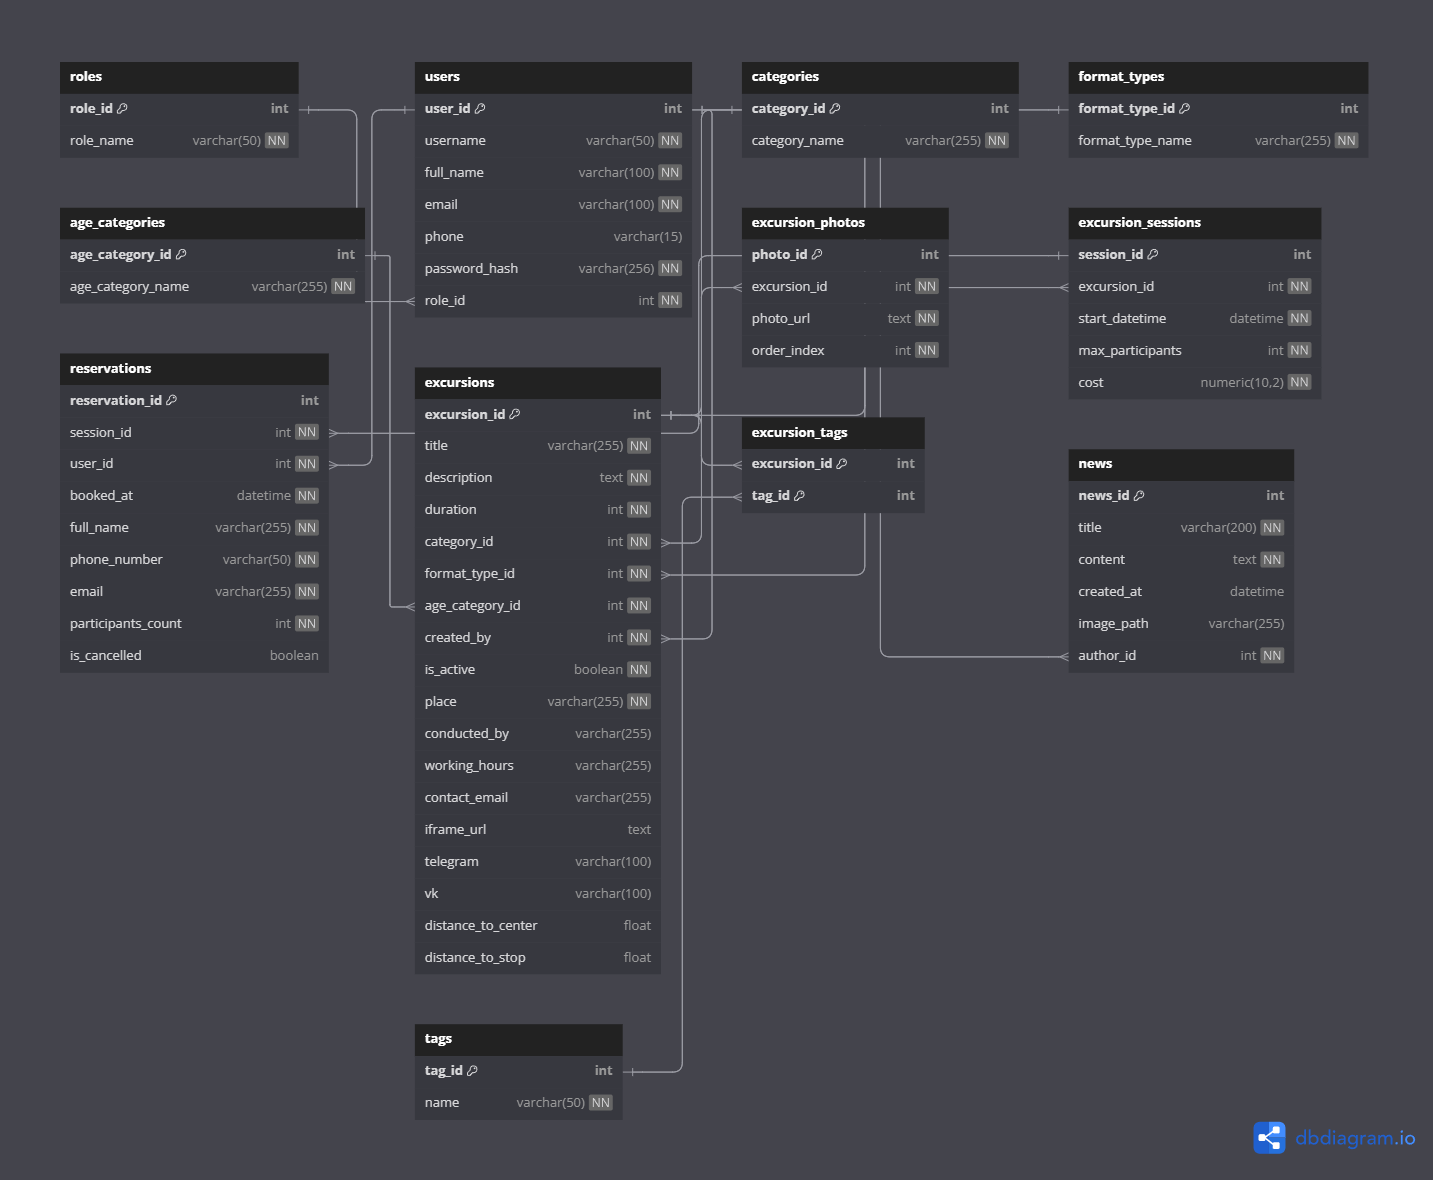 roles
role_id int
role_name varchar(50) NN
users
user_id int
username varchar(50) NN
full_name varchar(100) NN
email varchar(100) NN
phone varchar(15)
password_hash varchar(256) NN
role_id int NN
categories
category_id int
category_name varchar(255) NN
format_types
format_type_id int
format_type_name varchar(255) NN
age_categories
age_category_id int
age_category_name varchar(255) NN
excursion_photos
photo_id int
excursion_id int NN
photo_url text NN
order_index int NN
excursion_sessions
session_id int
excursion_id int NN
start_datetime datetime NN
max_participants int NN
cost numeric(10,2) NN
reservations
reservation_id int
session_id int NN
user_id int NN
booked_at datetime NN
full_name varchar(255) NN
phone_number varchar(50) NN
email varchar(255) NN
participants_count int NN
is_cancelled boolean
excursions
excursion_id int
title varchar(255) NN
description text NN
duration int NN
category_id int NN
format_type_id int NN
age_category_id int NN
created_by int NN
is_active boolean NN
place varchar(255) NN
conducted_by varchar(255)
working_hours varchar(255)
contact_email varchar(255)
iframe_url text
telegram varchar(100)
vk varchar(100)
distance_to_center float
distance_to_stop float
excursion_tags
excursion_id int
tag_id int
news
news_id int
title varchar(200) NN
content text NN
created_at datetime
image_path varchar(255)
author_id int NN
tags
tag_id int
name varchar(50) NN
dbdiagram.io